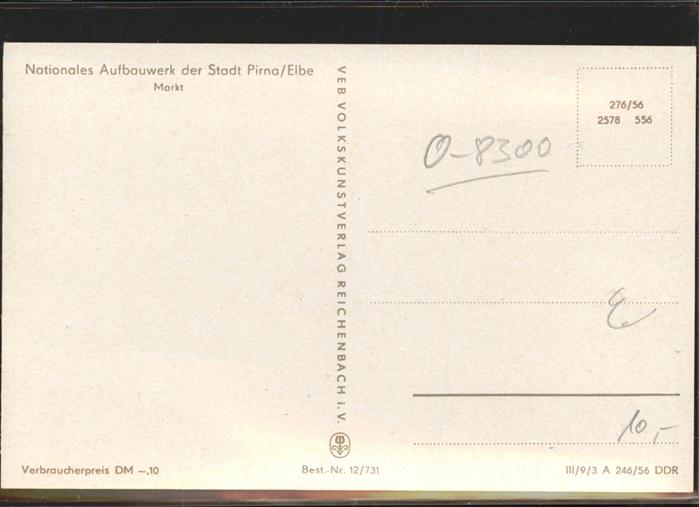 Nationales Aufbauwerk der Stadt Pirna/Elbe
Markt
VEB VOLKSKUNSTVERLAG REICHENBACH i. V.
276/56
2578 556
O-8300
10,-
Verbraucherpreis DM -,10
Best.-Nr. 12/731
III/9/3 A 246/56 DDR